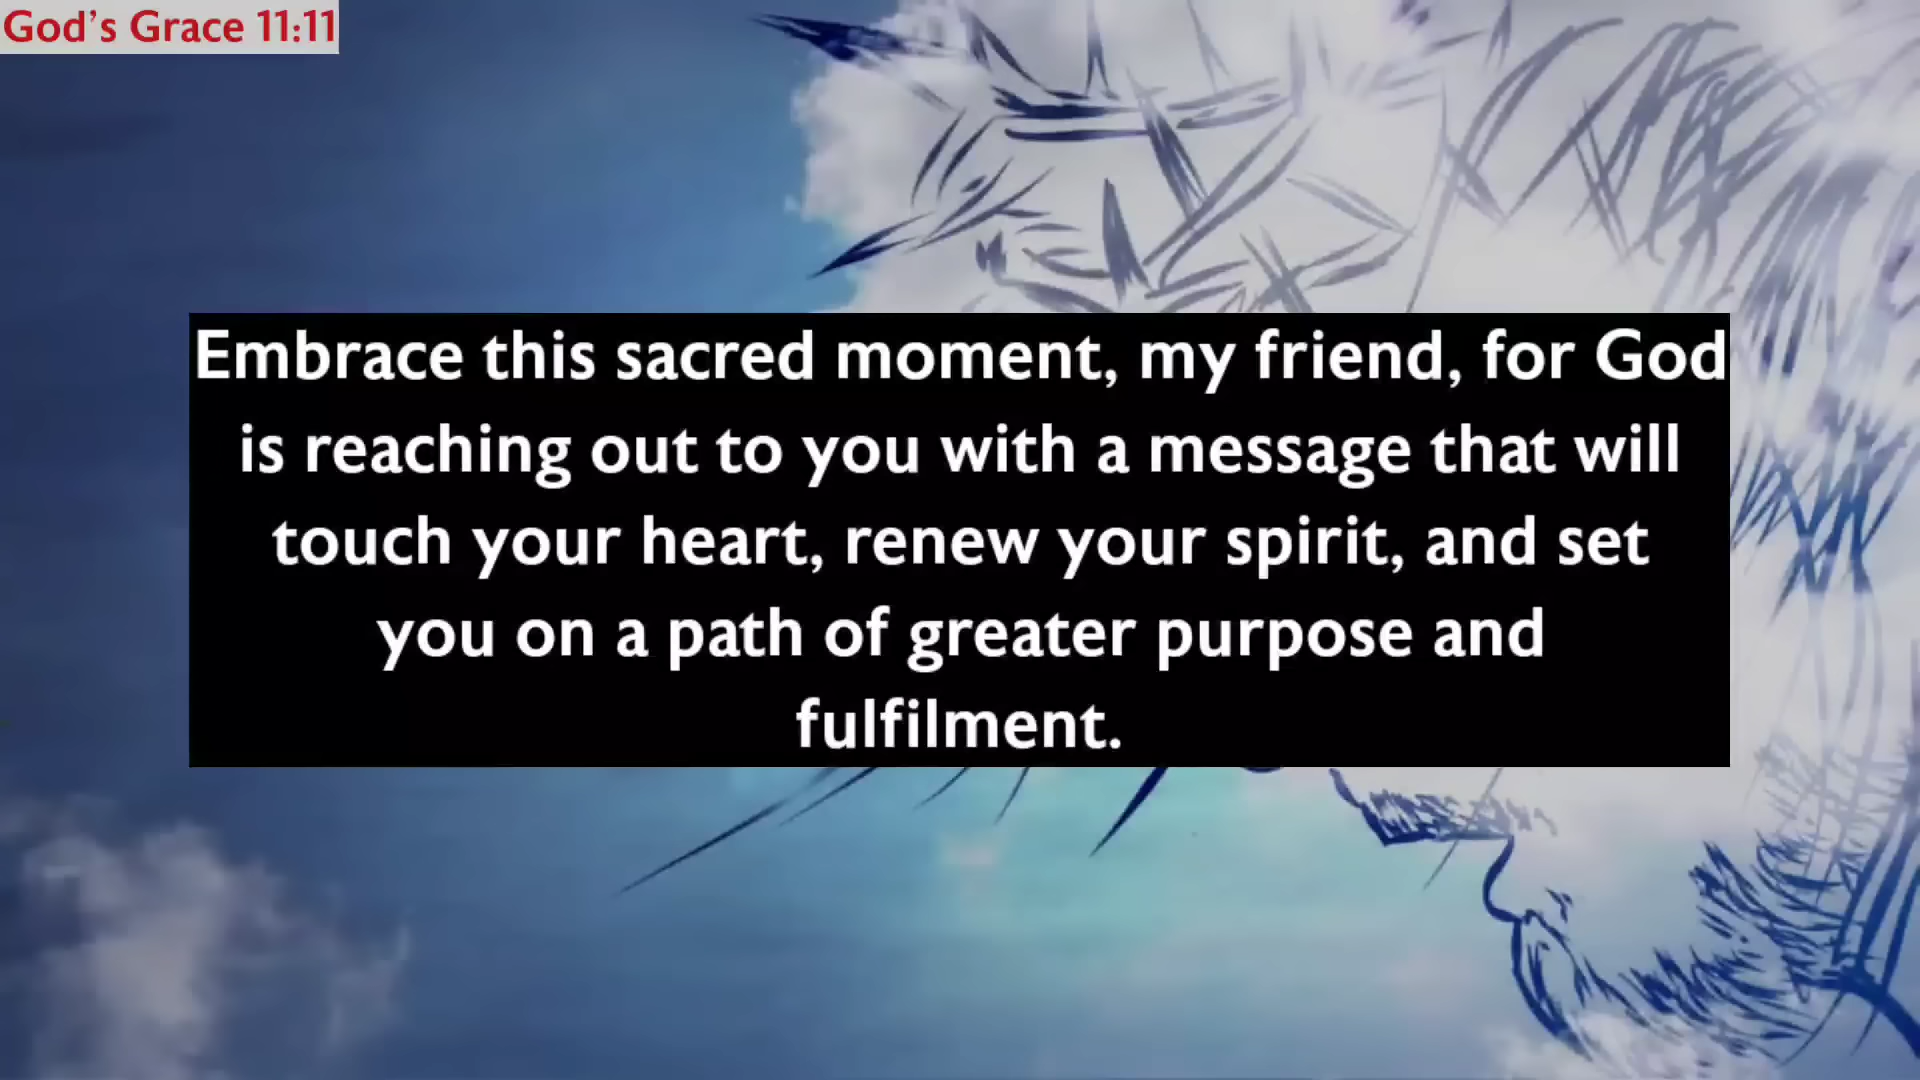 God's Grace 11:11
Embrace this sacred moment, my friend, for God
is reaching out to you with a message that will
touch your heart, renew your spirit, and set
you on a path of greater purpose and
fulfilment.